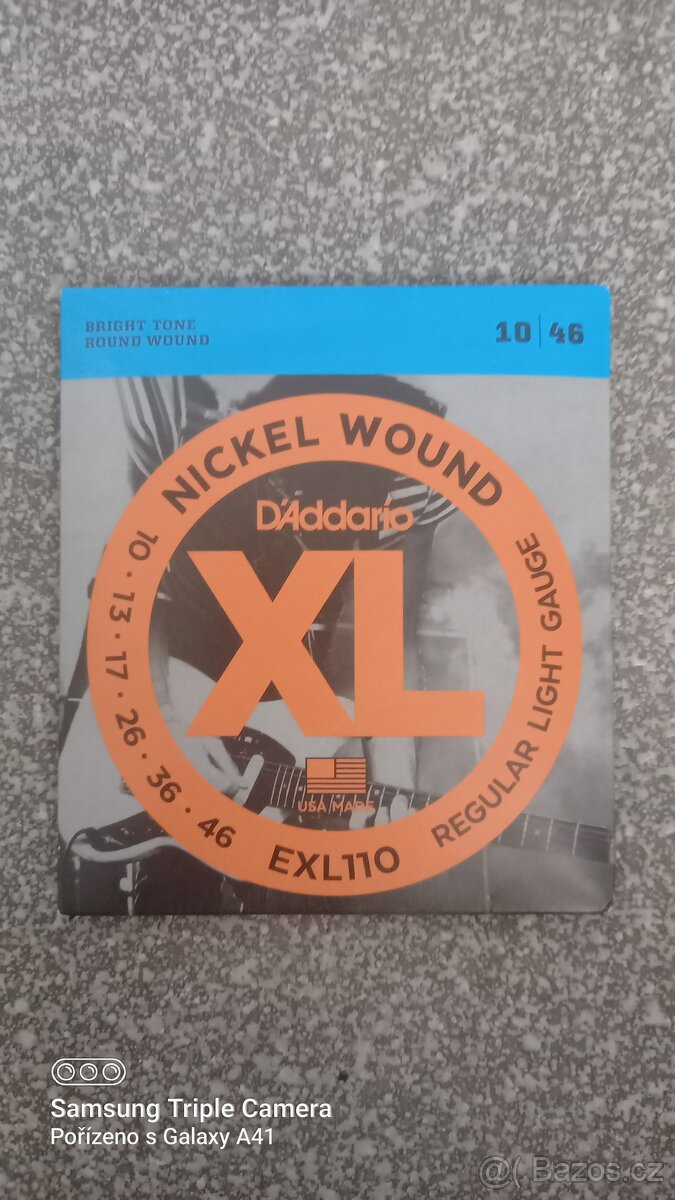 BRIGHT TONE
ROUND WOUND
10 | 46
NICKEL WOUND
D'Addario
XL
10 · 13 · 17 · 26 · 36 · 46
REGULAR LIGHT GAUGE
USA MADE
EXL110
Samsung Triple Camera
Pořízeno s Galaxy A41
@( Bazos.cz